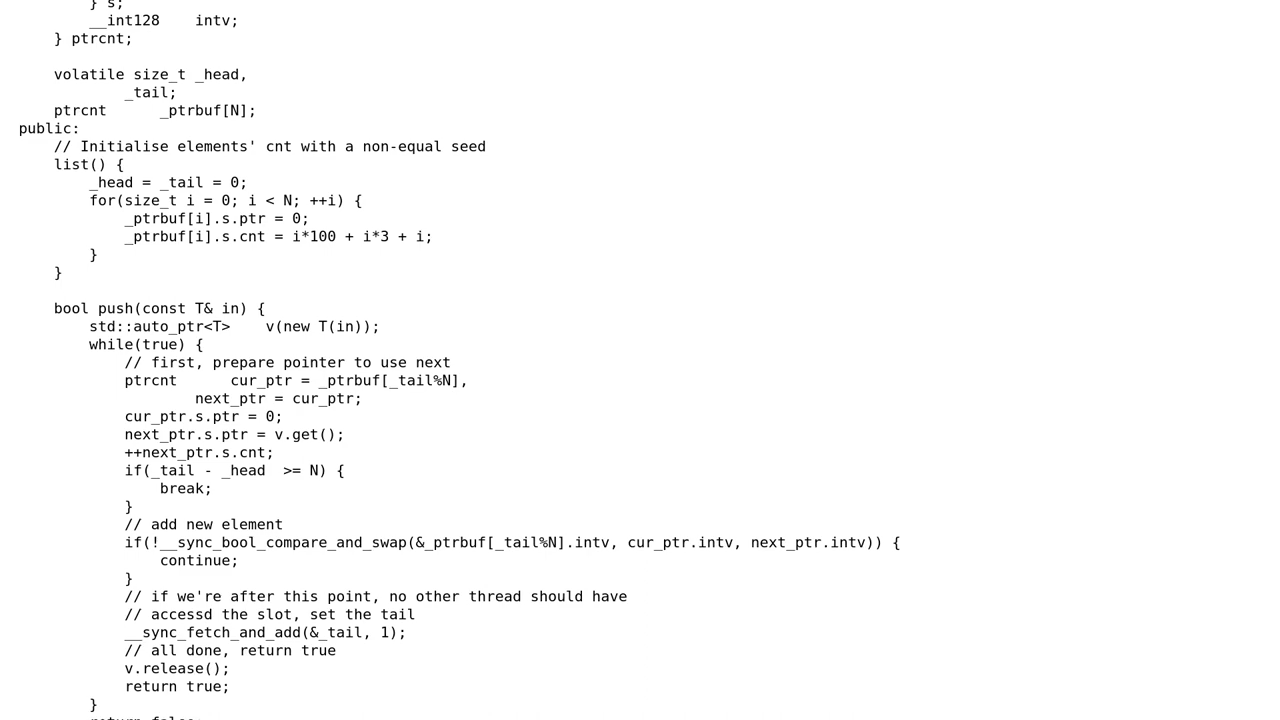 } s;
__int128    intv;
} ptrcnt;
volatile size_t _head,
_tail;
ptrcnt      _ptrbuf[N];
public:
// Initialise elements' cnt with a non-equal seed
list() {
_head = _tail = 0;
for(size_t i = 0; i < N; ++i) {
_ptrbuf[i].s.ptr = 0;
_ptrbuf[i].s.cnt = i*100 + i*3 + i;
}
}
bool push(const T& in) {
std::auto_ptr<T>    v(new T(in));
while(true) {
// first, prepare pointer to use next
ptrcnt      cur_ptr = _ptrbuf[_tail%N],
next_ptr = cur_ptr;
cur_ptr.s.ptr = 0;
next_ptr.s.ptr = v.get();
++next_ptr.s.cnt;
if(_tail - _head  >= N) {
break;
}
// add new element
if(!__sync_bool_compare_and_swap(&_ptrbuf[_tail%N].intv, cur_ptr.intv, next_ptr.intv)) {
continue;
}
// if we're after this point, no other thread should have
// accessd the slot, set the tail
__sync_fetch_and_add(&_tail, 1);
// all done, return true
v.release();
return true;
}